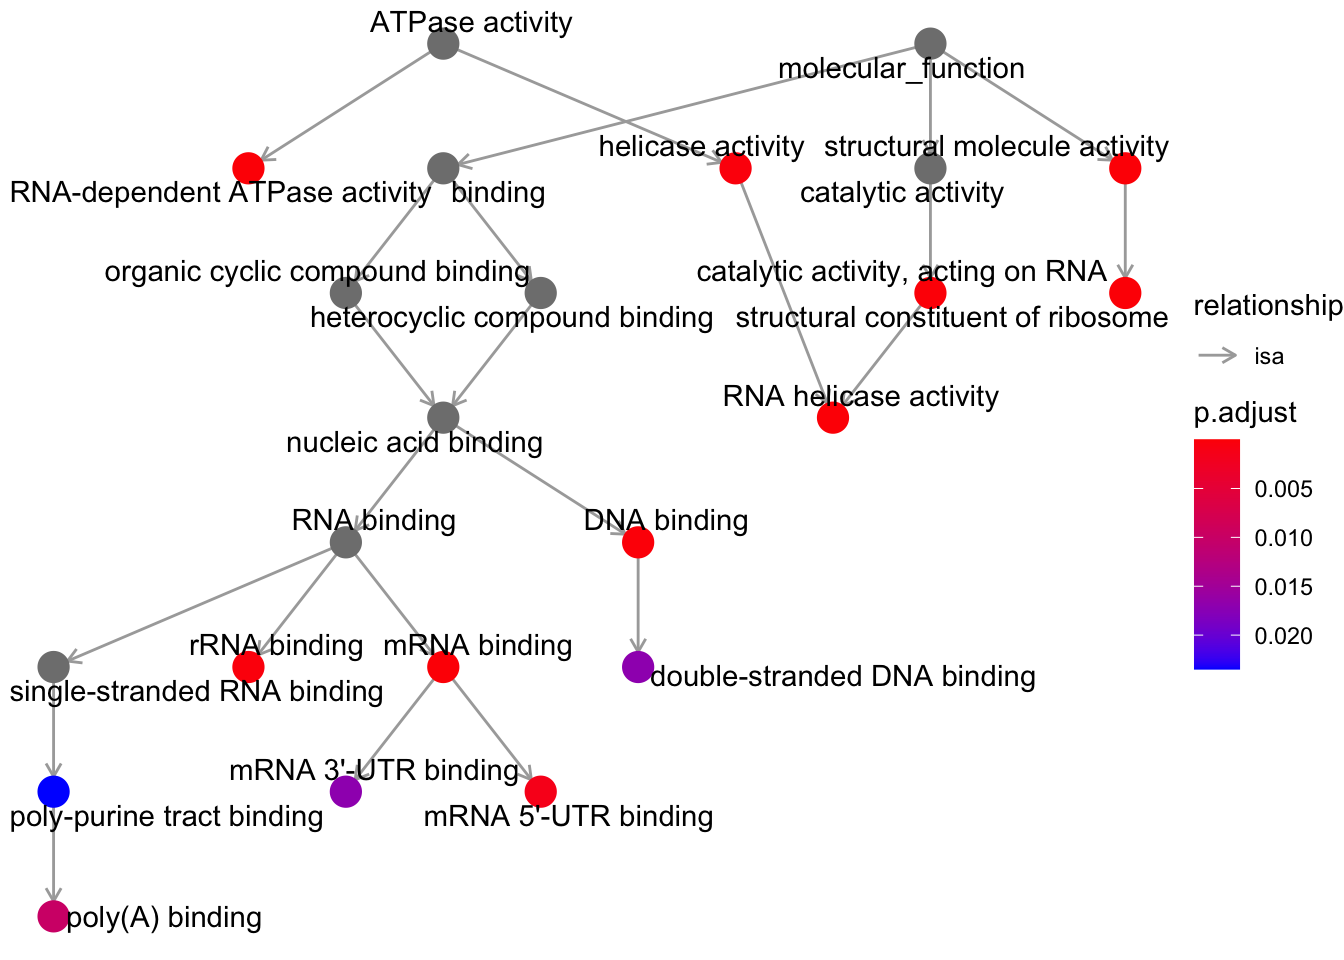 ATPase activity
molecular_function
helicase activity
structural molecule activity
RNA-dependent ATPase activity
binding
catalytic activity
organic cyclic compound binding
catalytic activity, acting on RNA
heterocyclic compound binding
structural constituent of ribosome
relationship
isa
RNA helicase activity
p.adjust
nucleic acid binding
0.005
RNA binding
DNA binding
0.010
0.015
0.020
rRNA binding
mRNA binding
single-stranded RNA binding
double-stranded DNA binding
mRNA 3'-UTR binding
poly-purine tract binding
mRNA 5'-UTR binding
poly(A) binding